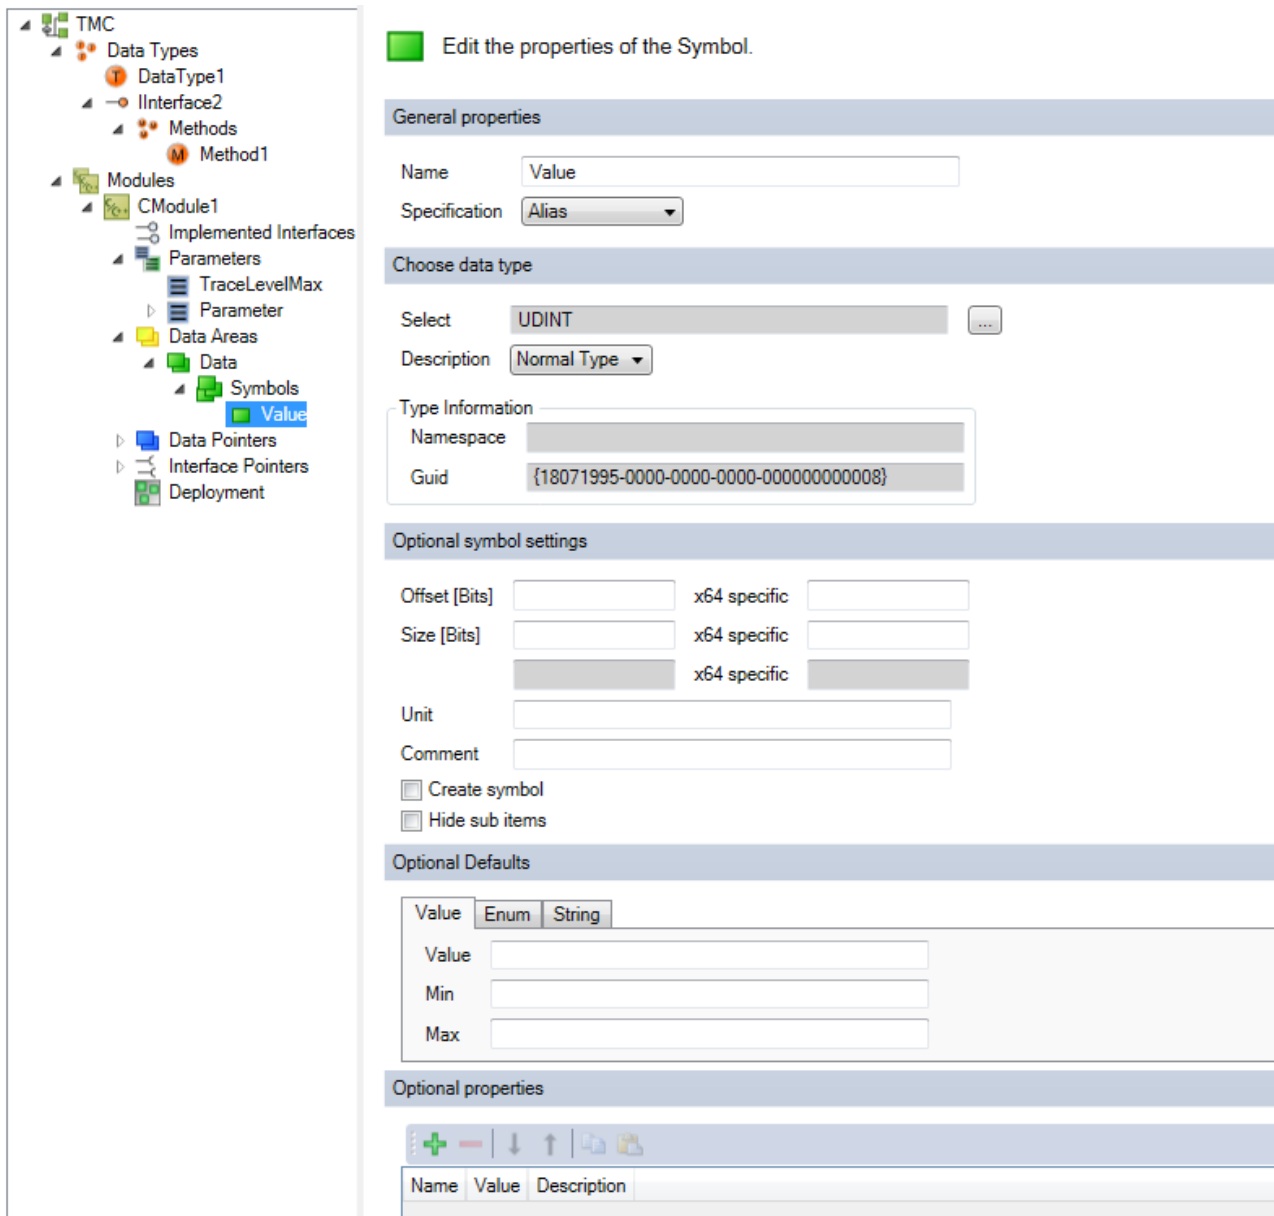 TMC
Data Types
DataType1
IInterface2
Methods
Method1
Modules
CModule1
Implemented Interfaces
Parameters
TraceLevelMax
Parameter
Data Areas
Data
Symbols
Value
Data Pointers
Interface Pointers
Deployment
Edit the properties of the Symbol.
General properties
Name Value
Specification Alias
Choose data type
Select UDINT ...
Description Normal Type
Type Information
Namespace
Guid {18071995-0000-0000-0000-000000000008}
Optional symbol settings
Offset [Bits] x64 specific
Size [Bits] x64 specific
x64 specific
Unit
Comment
Create symbol
Hide sub items
Optional Defaults
Value Enum String
Value
Min
Max
Optional properties
Name Value Description